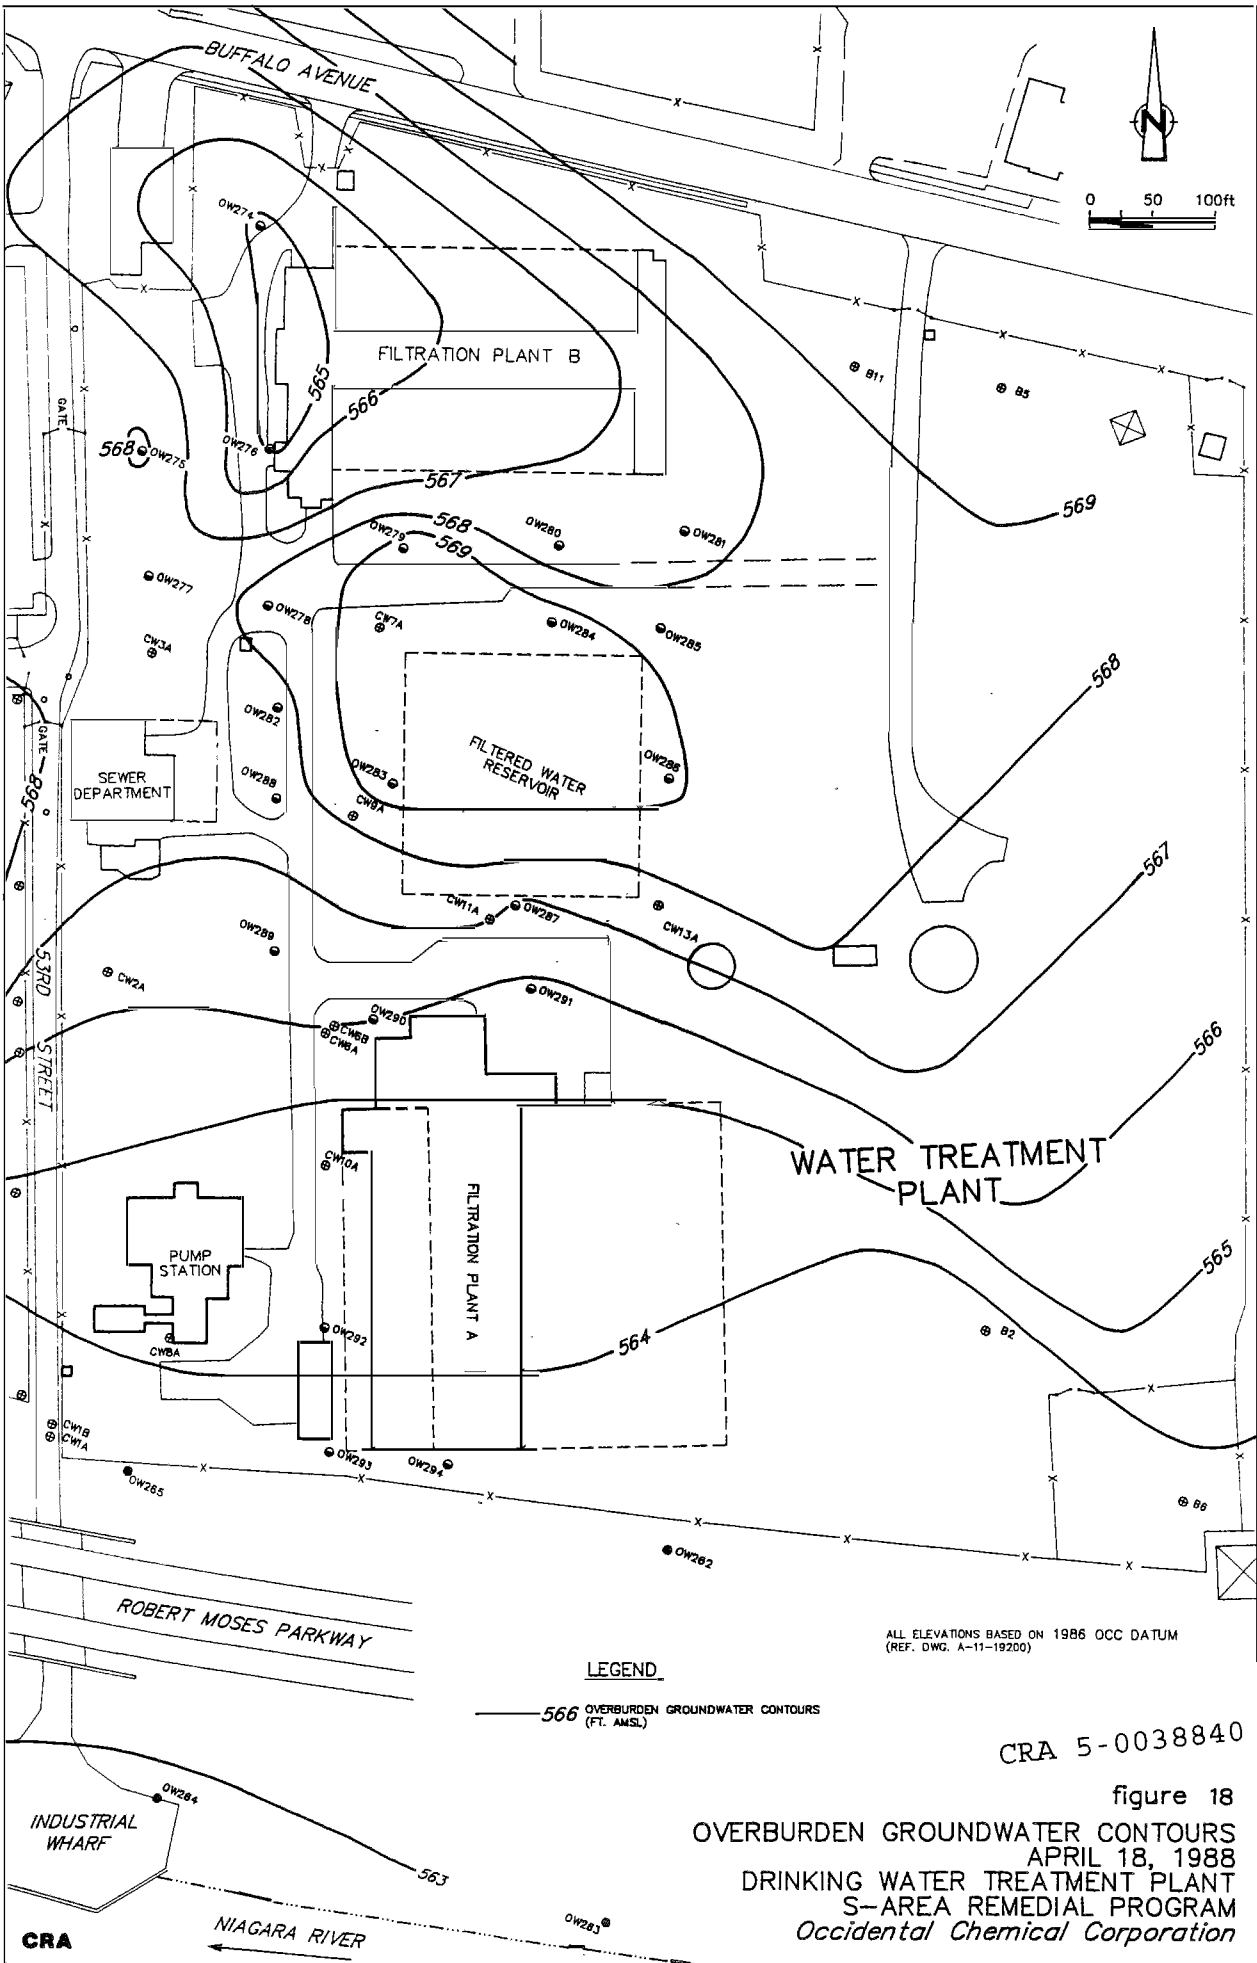 BUFFALO AVENUE
N
0 50 100ft
OW274
FILTRATION PLANT B
565
566
B11
B5
GATE
568
OW275
OW276
567
569
568
OW279
569
OW280
OW281
OW277
OW278
CW7A
OW284
OW285
CW3A
568
OW282
GATE
FILTERED WATER
RESERVOIR
OW286
SEWER
DEPARTMENT
OW288
OW283
568
CW9A
567
CW11A
OW287
CW13A
OW289
53RD STREET
CW2A
OW291
OW290
CW6B
CW6A
566
WATER TREATMENT
PLANT
CW10A
FILTRATION PLANT A
PUMP
STATION
565
OW292
564
B2
CW8A
CW1B
CW1A
OW293
OW294
OW265
B6
OW262
ROBERT MOSES PARKWAY
ALL ELEVATIONS BASED ON 1986 OCC DATUM
(REF. DWG. A-11-19200)
LEGEND
566 OVERBURDEN GROUNDWATER CONTOURS
(FT. AMSL)
CRA 5-0038840
OW264
INDUSTRIAL
WHARF
563
figure 18
OVERBURDEN GROUNDWATER CONTOURS
APRIL 18, 1988
DRINKING WATER TREATMENT PLANT
S-AREA REMEDIAL PROGRAM
Occidental Chemical Corporation
OW263
NIAGARA RIVER
CRA